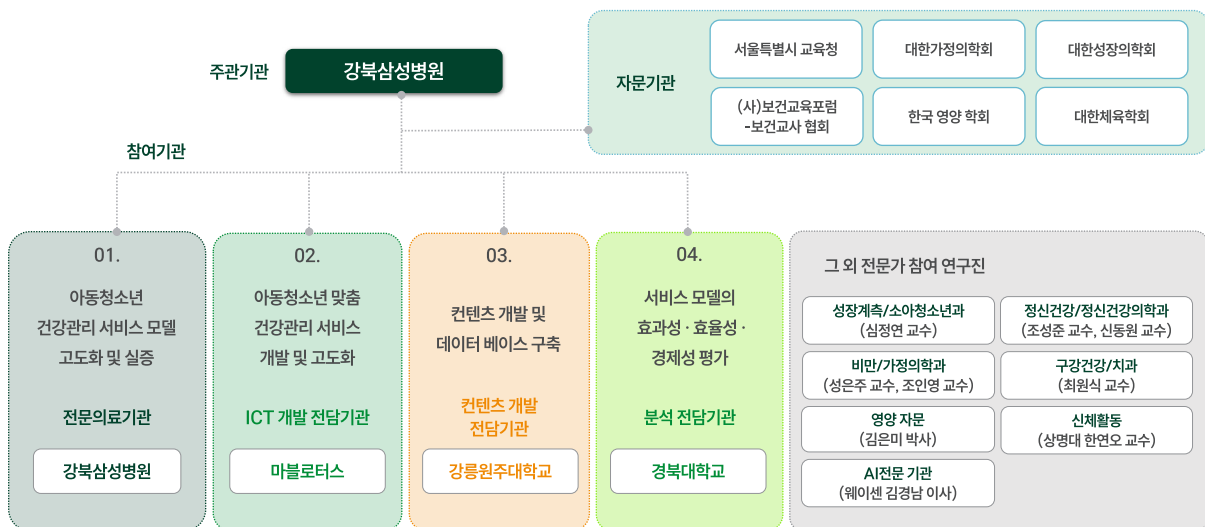 주관기관
강북삼성병원
자문기관
서울특별시 교육청
대한가정의학회
대한성장의학회
(사)보건교육포럼
-보건교사 협회
한국 영양 학회
대한체육학회
참여기관
01.
아동청소년
건강관리 서비스 모델
고도화 및 실증
전문의료기관
강북삼성병원
02.
아동청소년 맞춤
건강관리 서비스
개발 및 고도화
ICT 개발 전담기관
마블로터스
03.
컨텐츠 개발 및
데이터 베이스 구축
컨텐츠 개발
전담기관
강릉원주대학교
04.
서비스 모델의
효과성 · 효율성 ·
경제성 평가
분석 전담기관
경북대학교
그 외 전문가 참여 연구진
성장계측/소아청소년과
(심정연 교수)
정신건강/정신건강의학과
(조성준 교수, 신동원 교수)
비만/가정의학과
(성은주 교수, 조인영 교수)
구강건강/치과
(최원식 교수)
영양 자문
(김은미 박사)
신체활동
(상명대 한연오 교수)
AI전문 기관
(웨이센 김경남 이사)